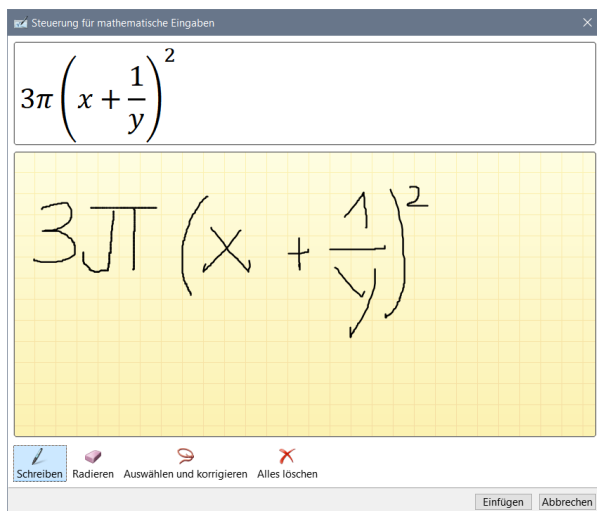 Steuerung für mathematische Eingaben
3π(x + 1/y)²
3π(x + 1/y)²
Schreiben Radieren Auswählen und korrigieren Alles löschen
Einfügen Abbrechen